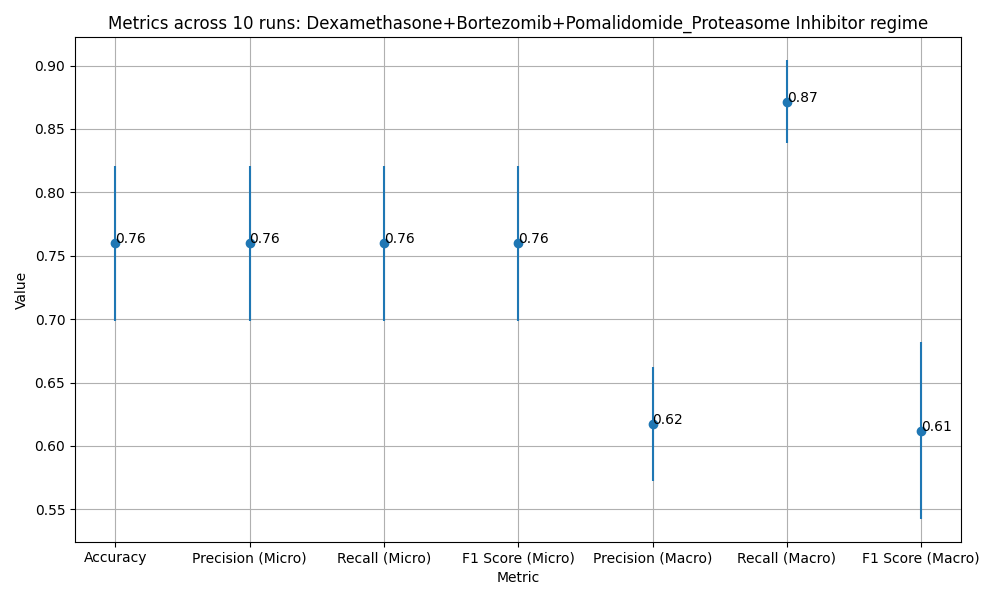 Metrics across 10 runs: Dexamethasone+Bortezomib+Pomalidomide_Proteasome Inhibitor regime
Value
0.90
0.85
0.80
0.75
0.70
0.65
0.60
0.55
0.76
0.76
0.76
0.76
0.62
0.87
0.61
Accuracy
Precision (Micro)
Recall (Micro)
F1 Score (Micro)
Precision (Macro)
Recall (Macro)
F1 Score (Macro)
Metric